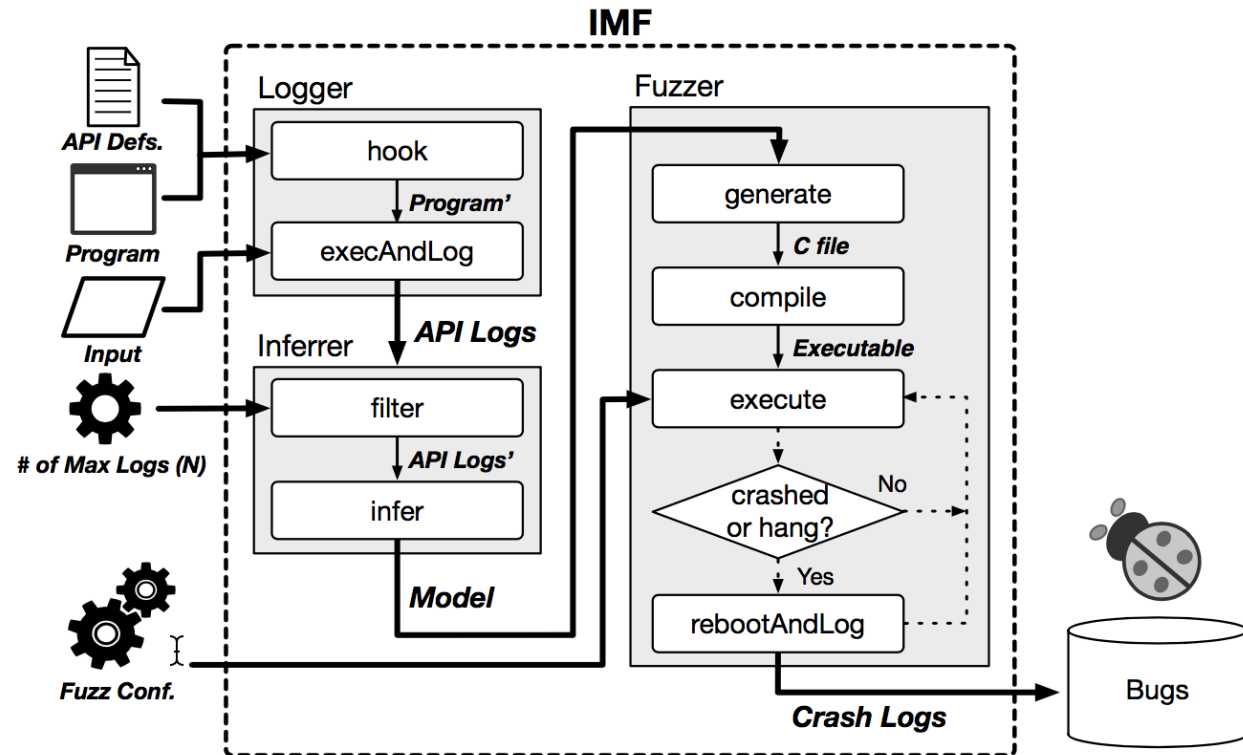 IMF
Logger
Fuzzer
API Defs.
hook
Program’
Program
execAndLog
Input
API Logs
Inferrer
filter
# of Max Logs (N)
API Logs’
infer
Model
Fuzz Conf.
generate
C file
compile
Executable
execute
crashed
or hang?
No
Yes
rebootAndLog
Crash Logs
Bugs